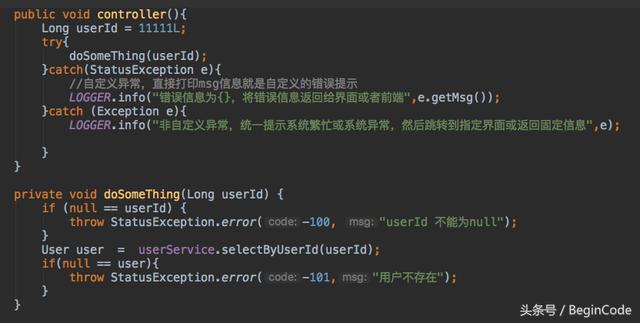 public void controller(){
    Long userId = 11111L;
    try{
        doSomeThing(userId);
    }catch(StatusException e){
        //自定义异常，直接打印msg信息就是自定义的错误提示
        LOGGER.info("错误信息为{}，将错误信息返回给界面或者前端",e.getMsg());
    }catch (Exception e){
        LOGGER.info("非自定义异常，统一提示系统繁忙或系统异常，然后跳转到指定界面或返回固定信息",e);
    }
}
private void doSomeThing(Long userId) {
    if (null == userId) {
        throw StatusException.error( code: -100, msg: "userId 不能为null");
    }
    User user  =  userService.selectByUserId(userId);
    if(null == user){
        throw StatusException.error( code: -101, msg: "用户不存在");
    }
}
头条号 / BeginCode